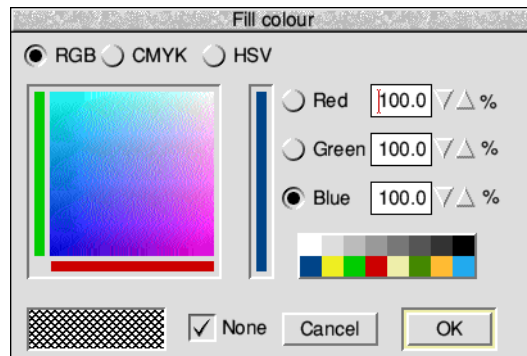 Fill colour
RGB CMYK HSV
Red 100.0 %
Green 100.0 %
Blue 100.0 %
None Cancel OK